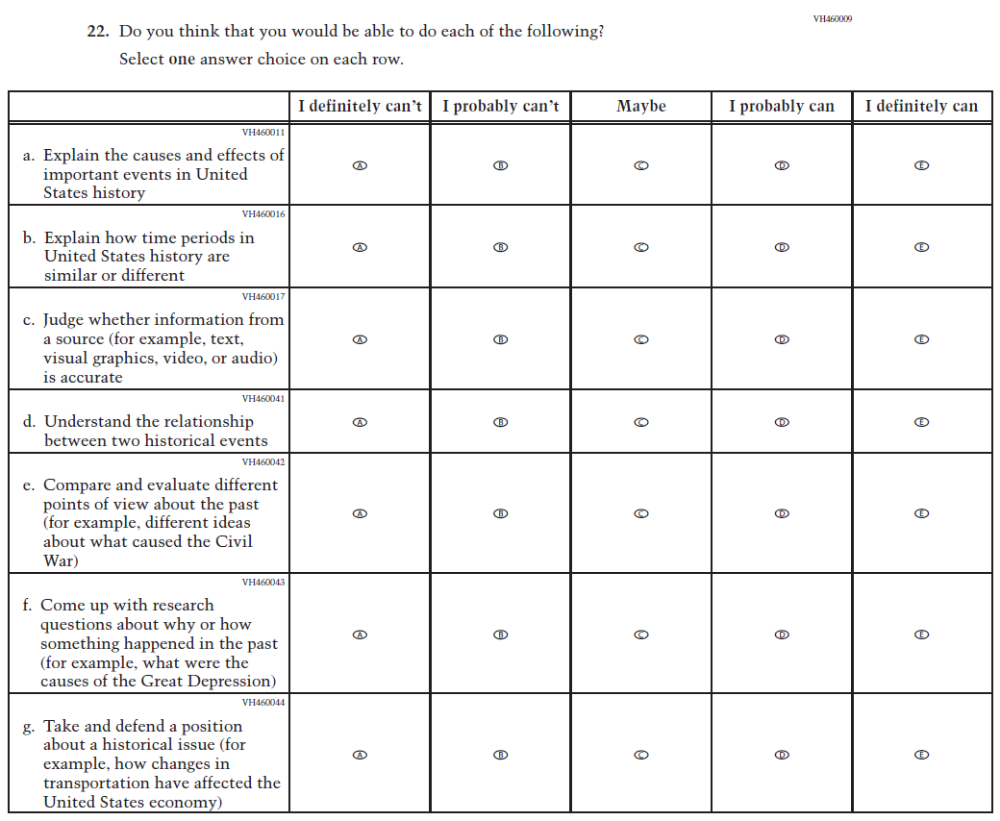 VH460009
22. Do you think that you would be able to do each of the following?
Select one answer choice on each row.
I definitely can't I probably can't Maybe I probably can I definitely can
VH460011
a. Explain the causes and effects of
important events in United
States history
A B C D E
VH460016
b. Explain how time periods in
United States history are
similar or different
A B C D E
VH460017
c. Judge whether information from
a source (for example, text,
visual graphics, video, or audio)
is accurate
A B C D E
VH460041
d. Understand the relationship
between two historical events
A B C D E
VH460042
e. Compare and evaluate different
points of view about the past
(for example, different ideas
about what caused the Civil
War)
A B C D E
VH460043
f. Come up with research
questions about why or how
something happened in the past
(for example, what were the
causes of the Great Depression)
A B C D E
VH460044
g. Take and defend a position
about a historical issue (for
example, how changes in
transportation have affected the
United States economy)
A B C D E